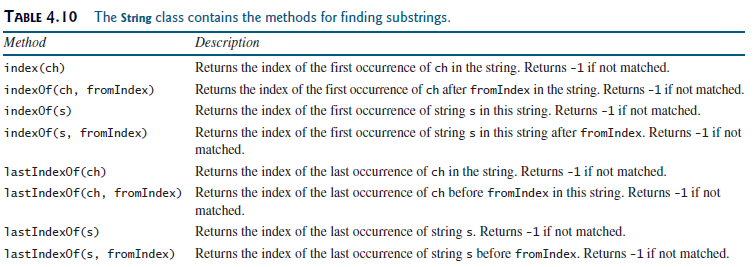 TABLE 4.10 The String class contains the methods for finding substrings.
Method Description
index(ch) Returns the index of the first occurrence of ch in the string. Returns -1 if not matched.
indexOf(ch, fromIndex) Returns the index of the first occurrence of ch after fromIndex in the string. Returns -1 if not matched.
indexOf(s) Returns the index of the first occurrence of string s in this string. Returns -1 if not matched.
indexOf(s, fromIndex) Returns the index of the first occurrence of string s in this string after fromIndex. Returns -1 if not
matched.
lastIndexOf(ch) Returns the index of the last occurrence of ch in the string. Returns -1 if not matched.
lastIndexOf(ch, fromIndex) Returns the index of the last occurrence of ch before fromIndex in this string. Returns -1 if not
matched.
lastIndexOf(s) Returns the index of the last occurrence of string s. Returns -1 if not matched.
lastIndexOf(s, fromIndex) Returns the index of the last occurrence of string s before fromIndex. Returns -1 if not matched.